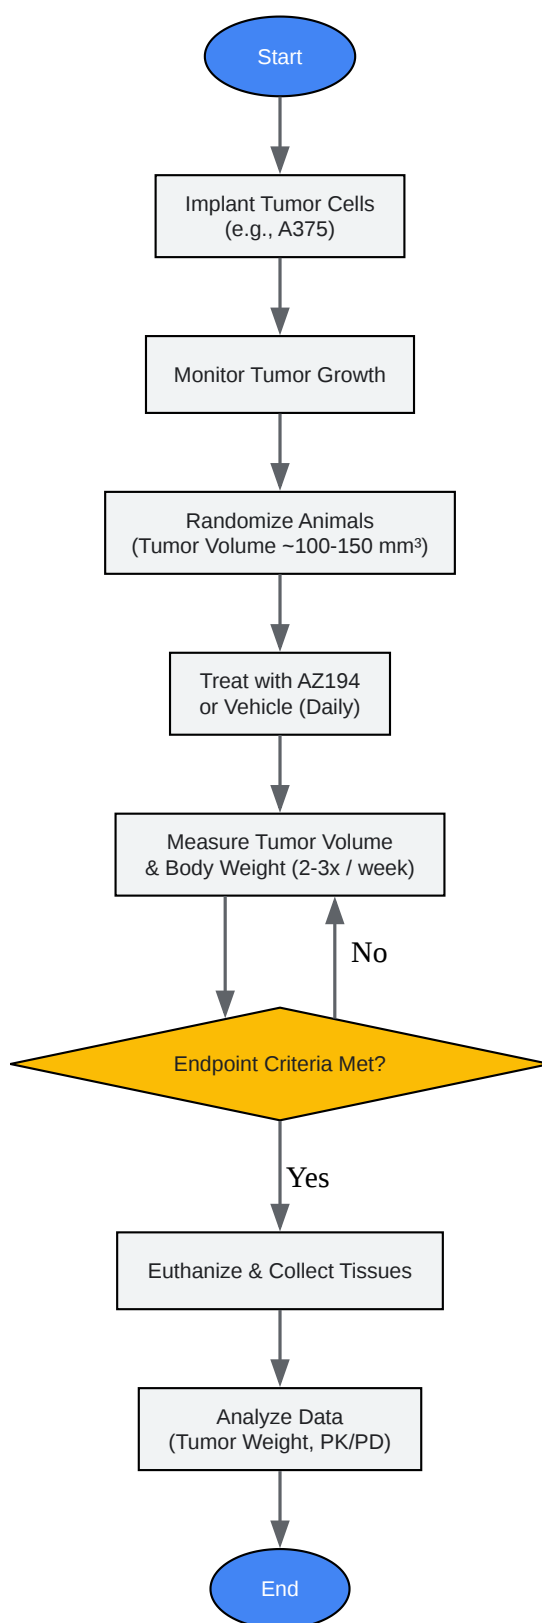 Start
Implant Tumor Cells
(e.g., A375)
Monitor Tumor Growth
Randomize Animals
(Tumor Volume ~100-150 mm³)
Treat with AZ194
or Vehicle (Daily)
Measure Tumor Volume
& Body Weight (2-3x / week)
No
Endpoint Criteria Met?
Yes
Euthanize & Collect Tissues
Analyze Data
(Tumor Weight, PK/PD)
End